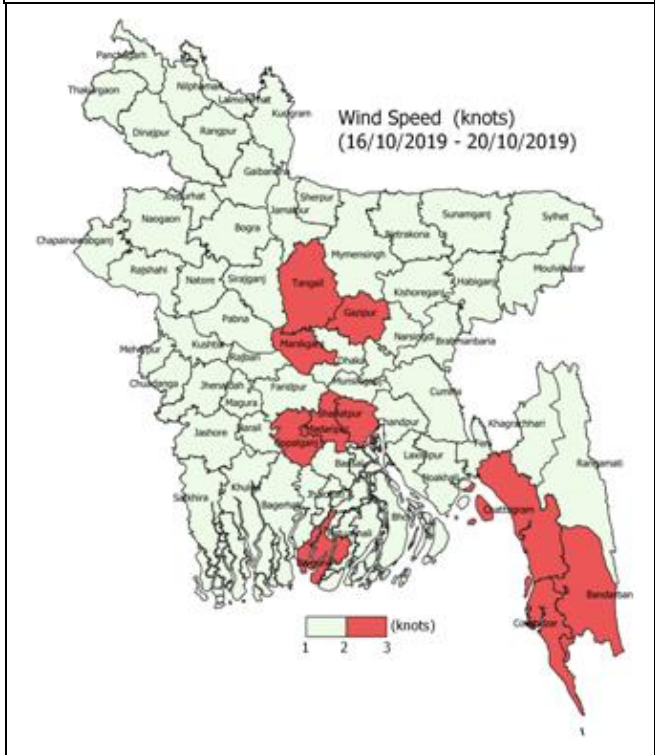 Panchagarh
Thakurgaon
Nilphamari
Lalmonirhat
Kurigram
Dinajpur
Rangpur
Wind Speed (knots)
(16/10/2019 - 20/10/2019)
Gaibandha
Joypurhat
Sherpur
Jamalpur
Naogaon
Bogra
Netrakona
Sunamganj
Sylhet
Chapainawabganj
Mymensingh
Rajshahi
Natore
Sirajganj
Tangail
Kishoreganj
Habiganj
Moulvibazar
Pabna
Gazipur
Narsingdi
Brahmanbaria
Meherpur
Kushtia
Manikganj
Rajbari
Dhaka
Chuadanga
Jhenaidah
Faridpur
Munshiganj
Cumilla
Magura
Khagrachhari
Shariatpur
Chandpur
Jashore
Narail
Madaripur
Gopalganj
Feni
Rangamati
Laxmipur
Noakhali
Satkhira
Khulna
Bagerhat
Chattogram
Bhola
Bandarban
(knots)
1 2 3